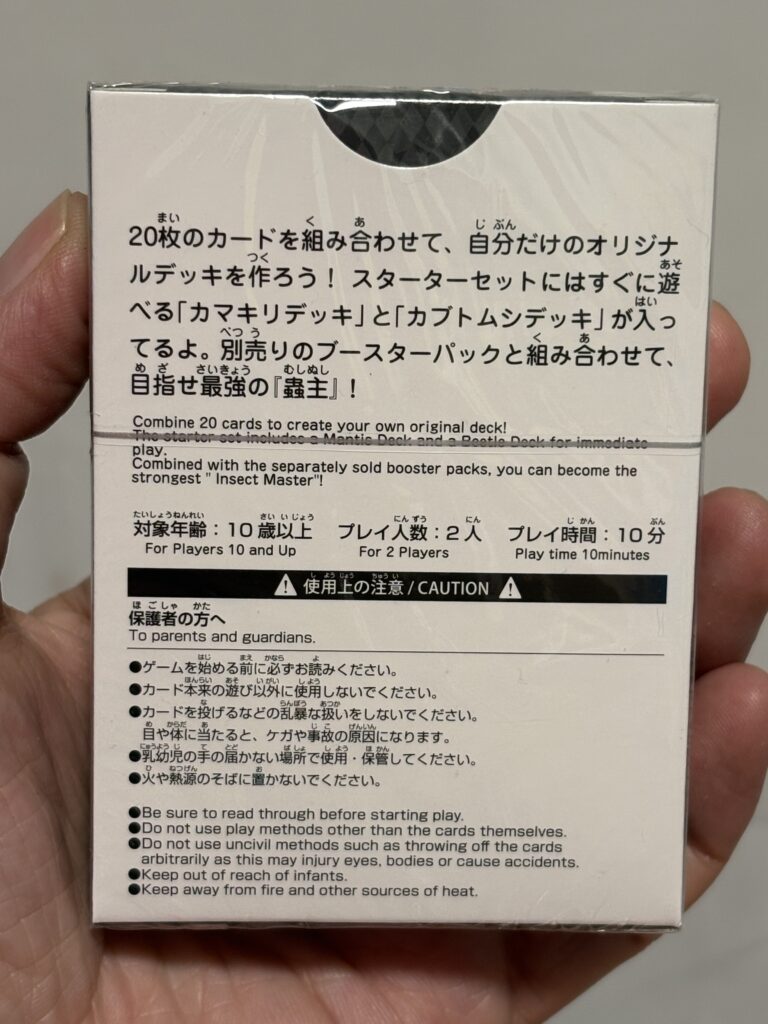 20枚のカードを組み合わせて、自分だけのオリジナ
ルデッキを作ろう！ スターターセットにはすぐに遊
べる「カマキリデッキ」と「カブトムシデッキ」が入っ
てるよ。別売りのブースターパックと組み合わせて、
目指せ最強の『蟲主』！
Combine 20 cards to create your own original deck!
The starter set includes a Mantis Deck and a Beetle Deck for immediate
play.
Combined with the separately sold booster packs, you can become the
strongest " Insect Master"!
対象年齢：10歳以上 プレイ人数：2人 プレイ時間：10分
For Players 10 and Up For 2 Players Play time 10minutes
使用上の注意 / CAUTION
保護者の方へ
To parents and guardians.
●ゲームを始める前に必ずお読みください。
●カード本来の遊び以外に使用しないでください。
●カードを投げるなどの乱暴な扱いをしないでください。
目や体に当たると、ケガや事故の原因になります。
●乳幼児の手の届かない場所で使用・保管してください。
●火や熱源のそばに置かないでください。
●Be sure to read through before starting play.
●Do not use play methods other than the cards themselves.
●Do not use uncivil methods such as throwing off the cards
arbitrarily as this may injury eyes, bodies or cause accidents.
●Keep out of reach of infants.
●Keep away from fire and other sources of heat.